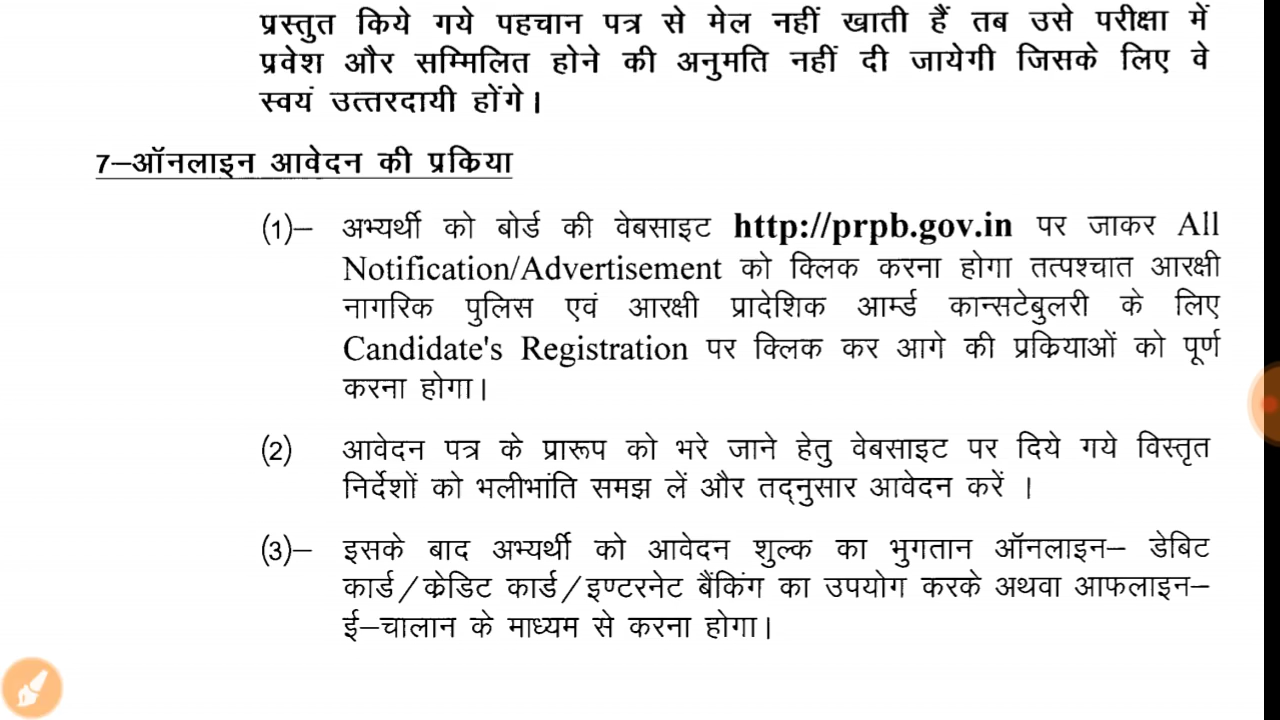 प्रस्तुत किये गये पहचान पत्र से मेल नहीं खाती हैं तब उसे परीक्षा में
प्रवेश और सम्मिलित होने की अनुमति नहीं दी जायेगी जिसके लिए वे
स्वयं उत्तरदायी होंगे।
7–ऑनलाइन आवेदन की प्रक्रिया
(1)– अभ्यर्थी को बोर्ड की वेबसाइट http://prpb.gov.in पर जाकर All
Notification/Advertisement को क्लिक करना होगा तत्पश्चात आरक्षी
नागरिक पुलिस एवं आरक्षी प्रादेशिक आर्म्ड कान्सटेबुलरी के लिए
Candidate's Registration पर क्लिक कर आगे की प्रक्रियाओं को पूर्ण
करना होगा।
(2) आवेदन पत्र के प्रारूप को भरे जाने हेतु वेबसाइट पर दिये गये विस्तृत
निर्देशों को भलीभांति समझ लें और तद्नुसार आवेदन करें ।
(3)– इसके बाद अभ्यर्थी को आवेदन शुल्क का भुगतान ऑनलाइन– डेबिट
कार्ड/क्रेडिट कार्ड/इण्टरनेट बैंकिंग का उपयोग करके अथवा आफलाइन–
ई–चालान के माध्यम से करना होगा।